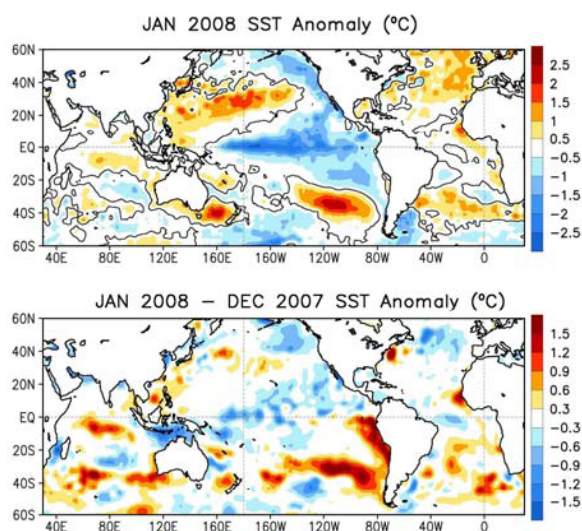 JAN 2008 SST Anomaly (°C)
60N
40N
20N
EQ
20S
40S
60S
40E 80E 120E 160E 160W 120W 80W 40W 0
2.5
2
1.5
1
0.5
-0.5
-1
-1.5
-2
-2.5
JAN 2008 – DEC 2007 SST Anomaly (°C)
60N
40N
20N
EQ
20S
40S
60S
40E 80E 120E 160E 160W 120W 80W 40W 0
1.5
1.2
0.9
0.6
0.3
-0.3
-0.6
-0.9
-1.2
-1.5